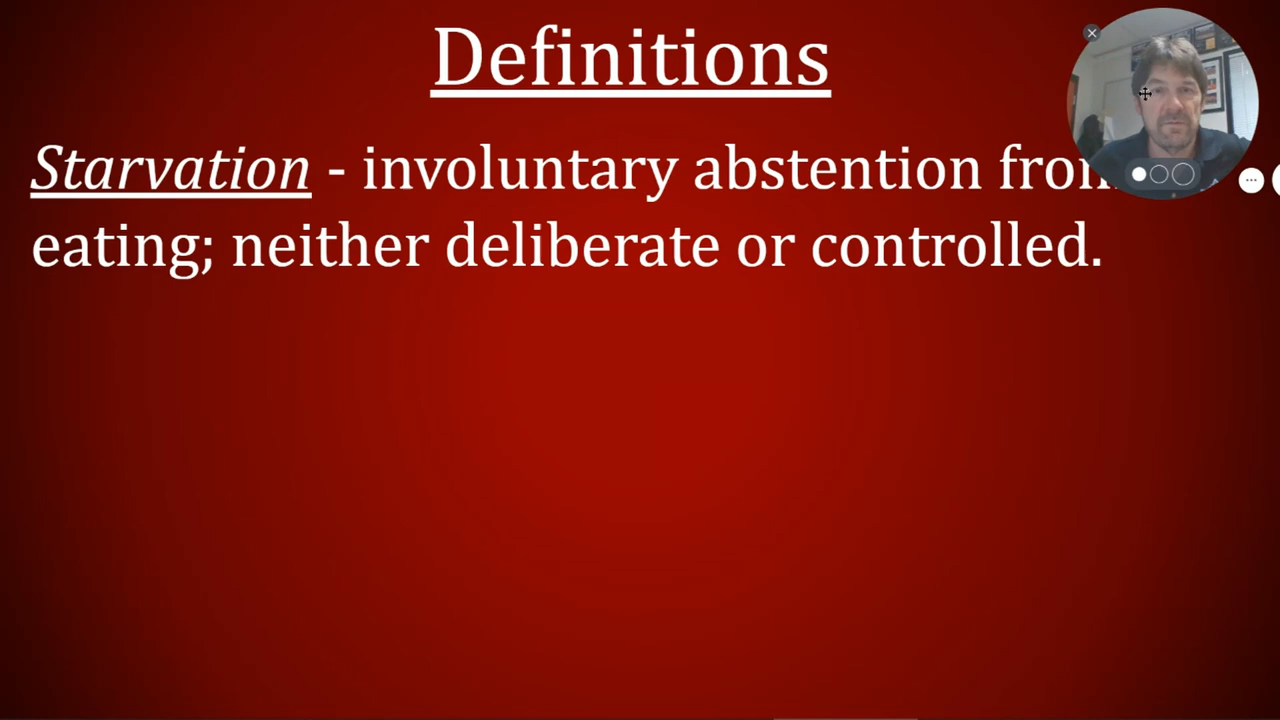 Definitions
Starvation - involuntary abstention from
eating; neither deliberate or controlled.